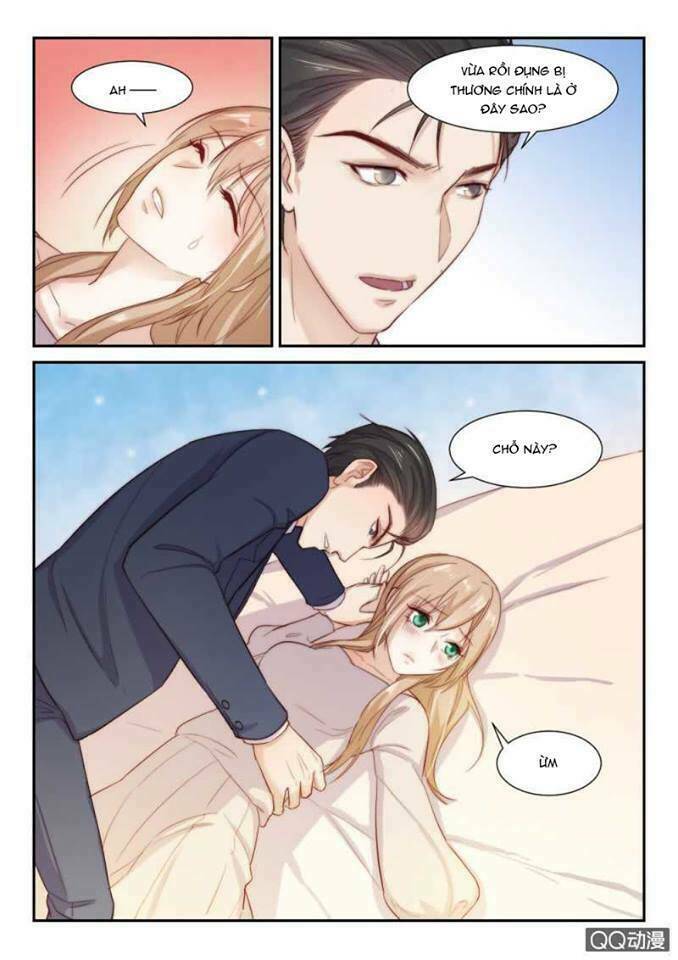 AH —
VỪA RỒI ĐỤNG BỊ
THƯƠNG CHÍNH LÀ Ở
ĐÂY SAO?
CHỖ NÀY?
ỪM
QQ动漫